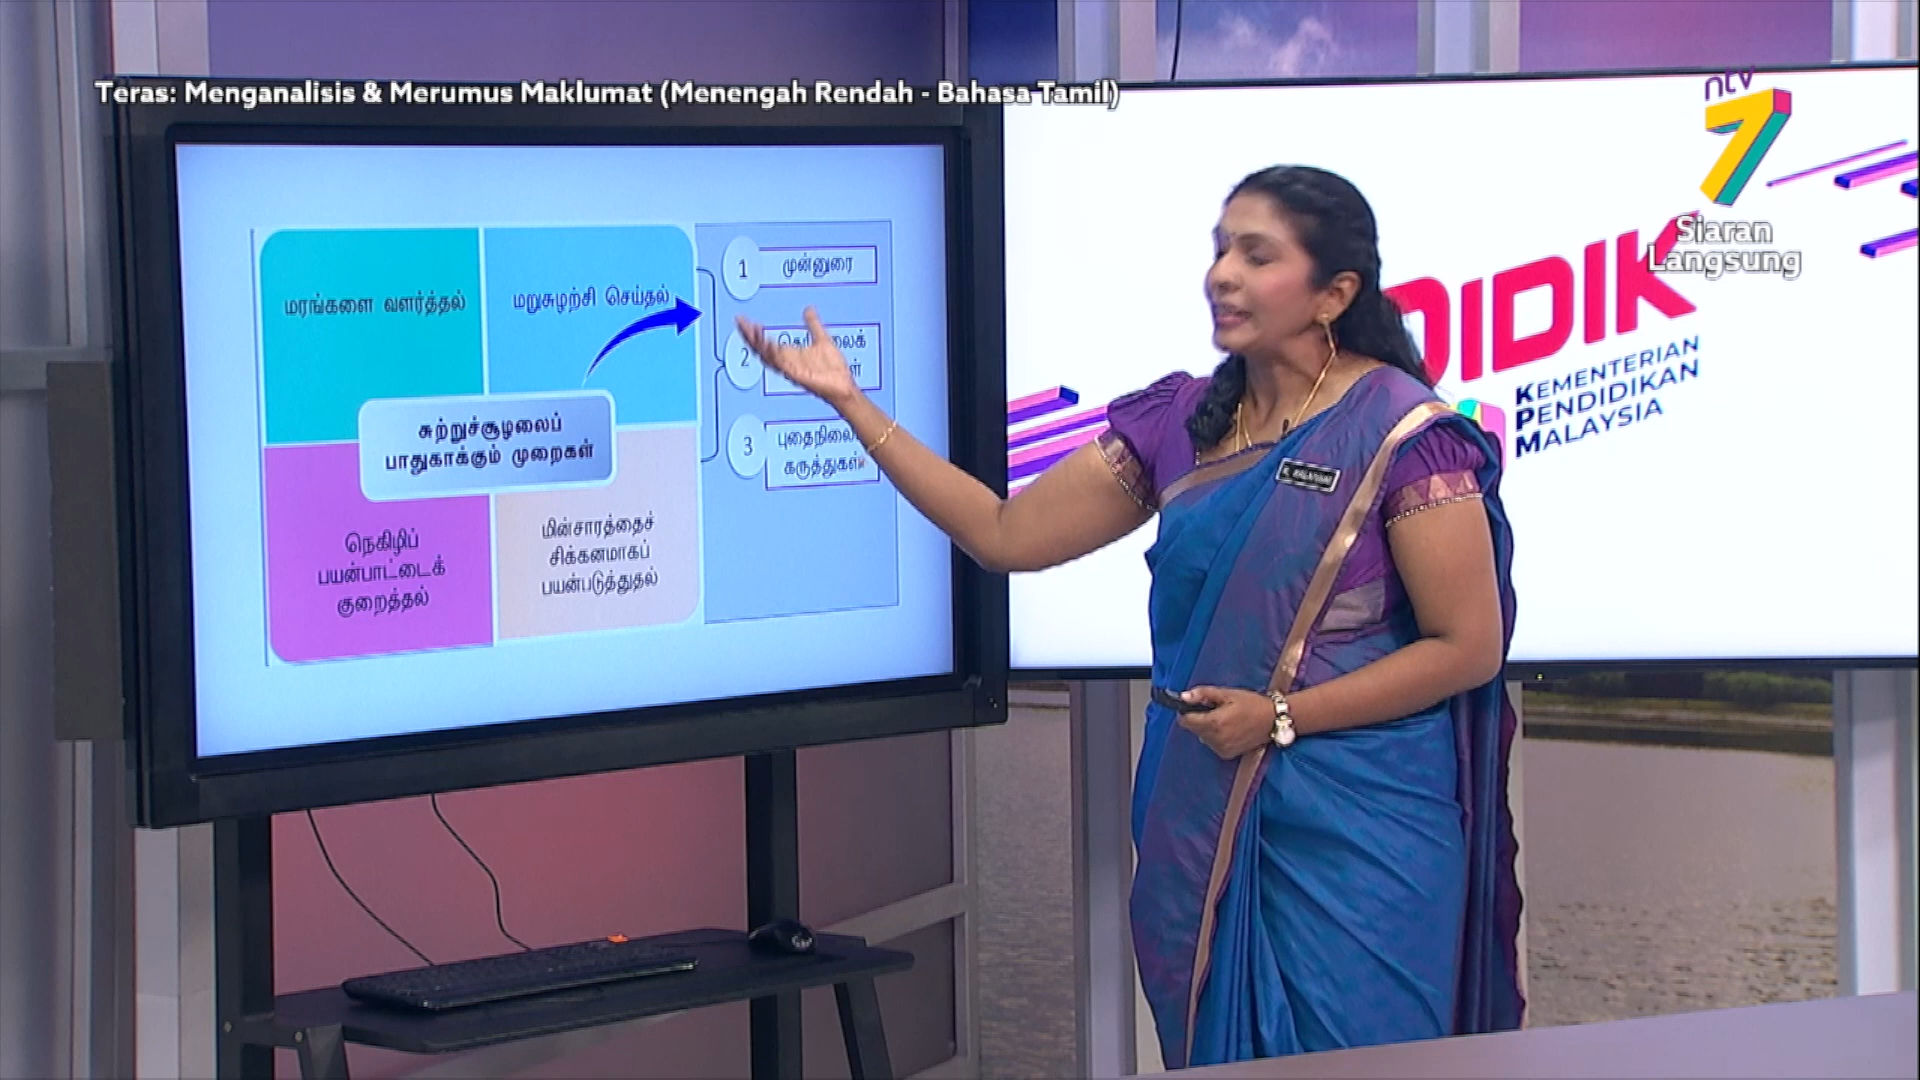 Teras: Menganalisis & Merumus Maklumat (Menengah Rendah - Bahasa Tamil)
ntv
7
Siaran
Langsung
மரங்களை வளர்த்தல்
மறுசுழற்சி செய்தல்
சுற்றுச்சூழலைப்
பாதுகாக்கும் முறைகள்
நெகிழிப்
பயன்பாட்டைக்
குறைத்தல்
மின்சாரத்தைச்
சிக்கனமாகப்
பயன்படுத்துதல்
1 முன்னுரை
2
3 புதைநிலை
கருத்துகள்
DIDIK
KEMENTERIAN
PENDIDIKAN
MALAYSIA